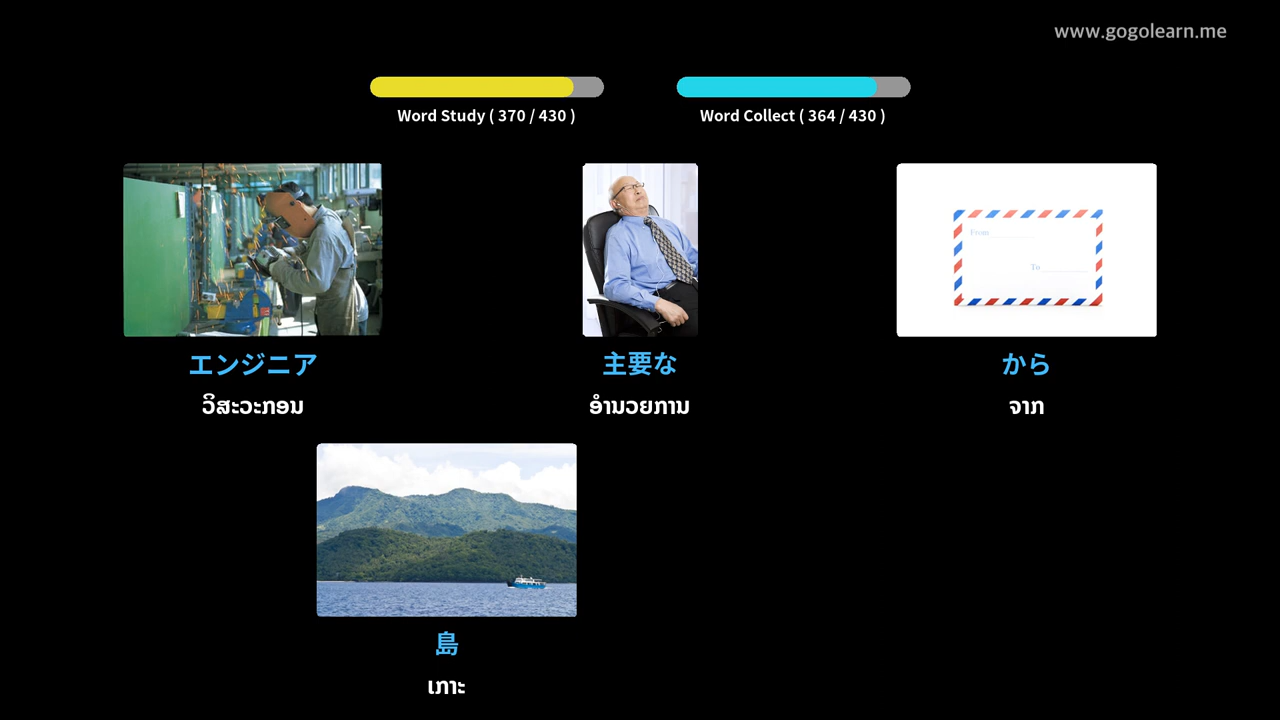 www.gogolearn.me
Word Study ( 370 / 430 )
Word Collect ( 364 / 430 )
From
To
エンジニア
主要な
から
ວິສະວະກອນ
ອຳນວຍການ
ຈາກ
島
ເກາະ